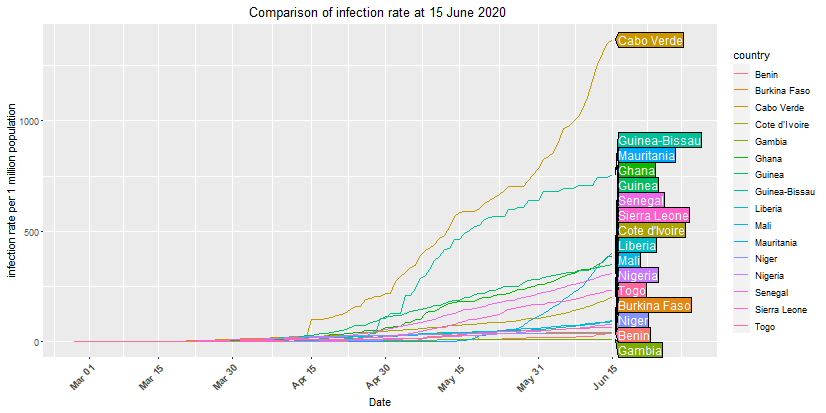 Comparison of infection rate at 15 June 2020
infection rate per 1 million population
1000
500
0
Cabo Verde
Guinea-Bissau
Mauritania
Ghana
Guinea
Senegal
Sierra Leone
Cote d'Ivoire
Liberia
Mali
Nigeria
Togo
Burkina Faso
Niger
Benin
Gambia
Mar 01
Mar 15
Mar 30
Apr 15
Apr 30
May 15
May 31
Jun 15
Date
country
Benin
Burkina Faso
Cabo Verde
Cote d'Ivoire
Gambia
Ghana
Guinea
Guinea-Bissau
Liberia
Mali
Mauritania
Niger
Nigeria
Senegal
Sierra Leone
Togo